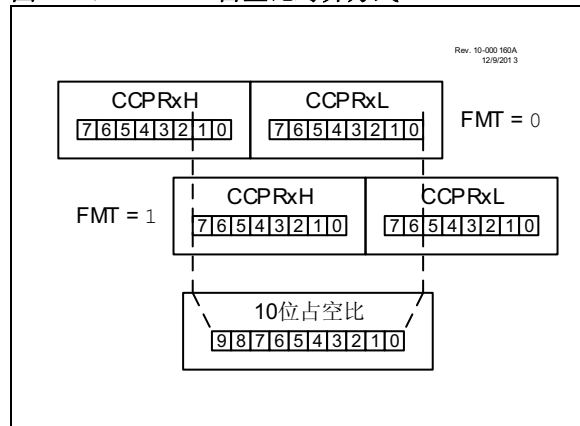 Rev. 10-000 160A
12/9/201 3
CCPRxH CCPRxL
7 6 5 4 3 2 1 0 7 6 5 4 3 2 1 0 FMT = 0
CCPRxH CCPRxL
FMT = 1 7 6 5 4 3 2 1 0 7 6 5 4 3 2 1 0
10位占空比
9 8 7 6 5 4 3 2 1 0